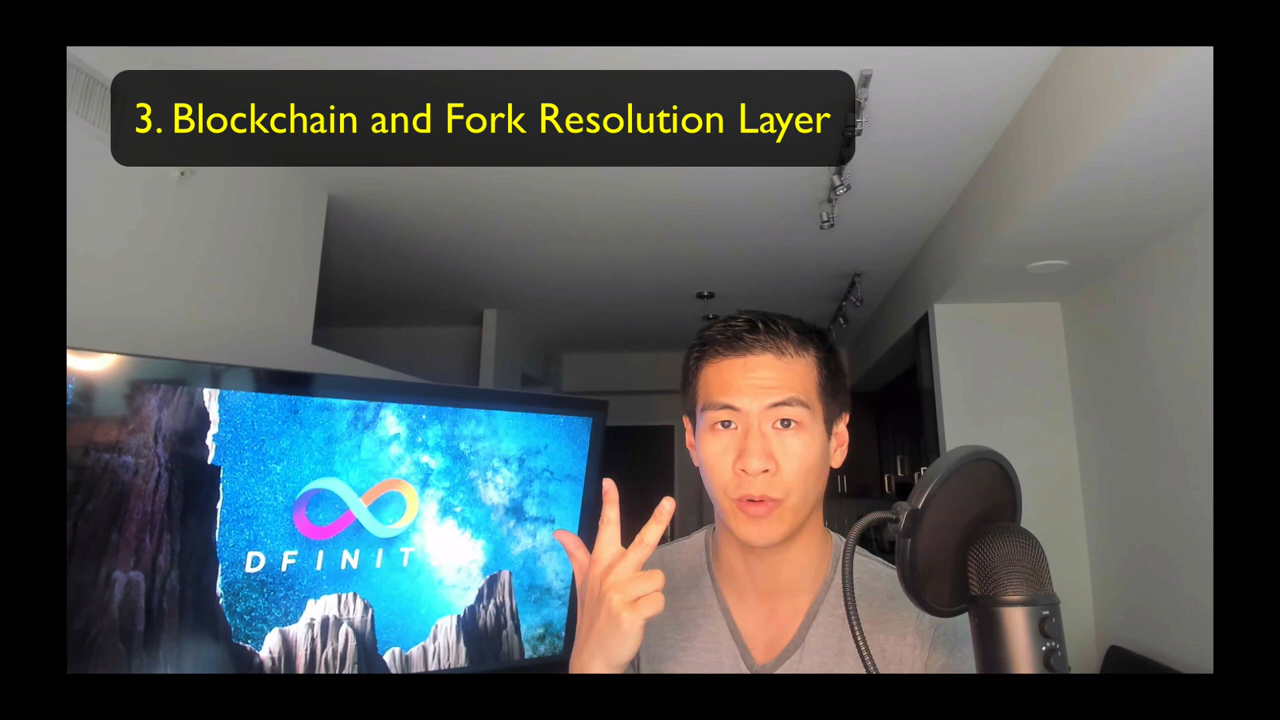 3. Blockchain and Fork Resolution Layer
DFINIT